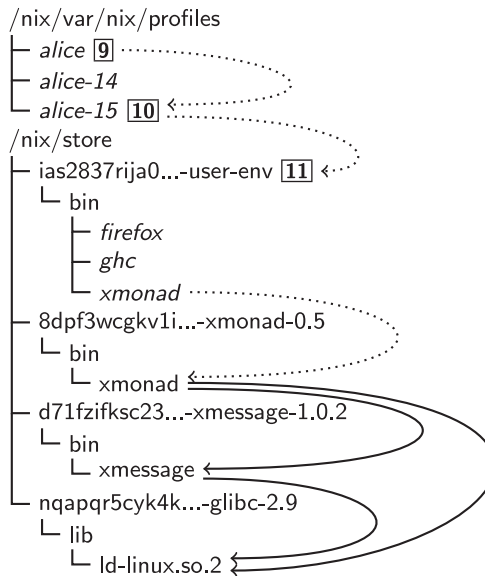 /nix/var/nix/profiles
alice 9
alice-14
alice-15 10
/nix/store
ias2837rija0...-user-env 11
bin
firefox
ghc
xmonad
8dpf3wcgkv1i...-xmonad-0.5
bin
xmonad
d71fzifksc23...-xmessage-1.0.2
bin
xmessage
nqapqr5cyk4k...-glibc-2.9
lib
ld-linux.so.2